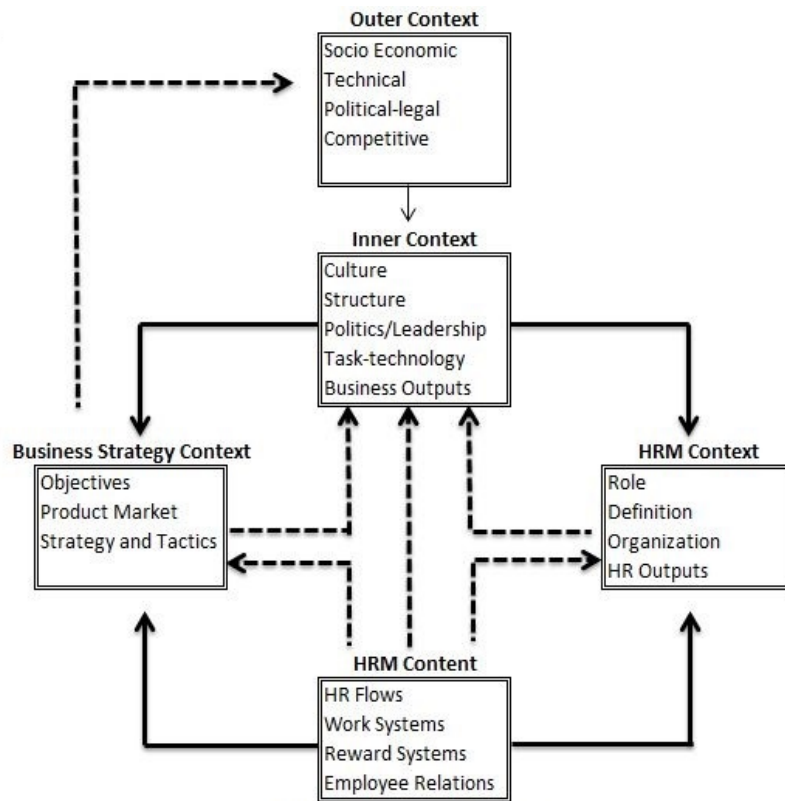 Outer Context
Socio Economic
Technical
Political-legal
Competitive
Inner Context
Culture
Structure
Politics/Leadership
Task-technology
Business Outputs
Business Strategy Context
Objectives
Product Market
Strategy and Tactics
HRM Context
Role
Definition
Organization
HR Outputs
HRM Content
HR Flows
Work Systems
Reward Systems
Employee Relations